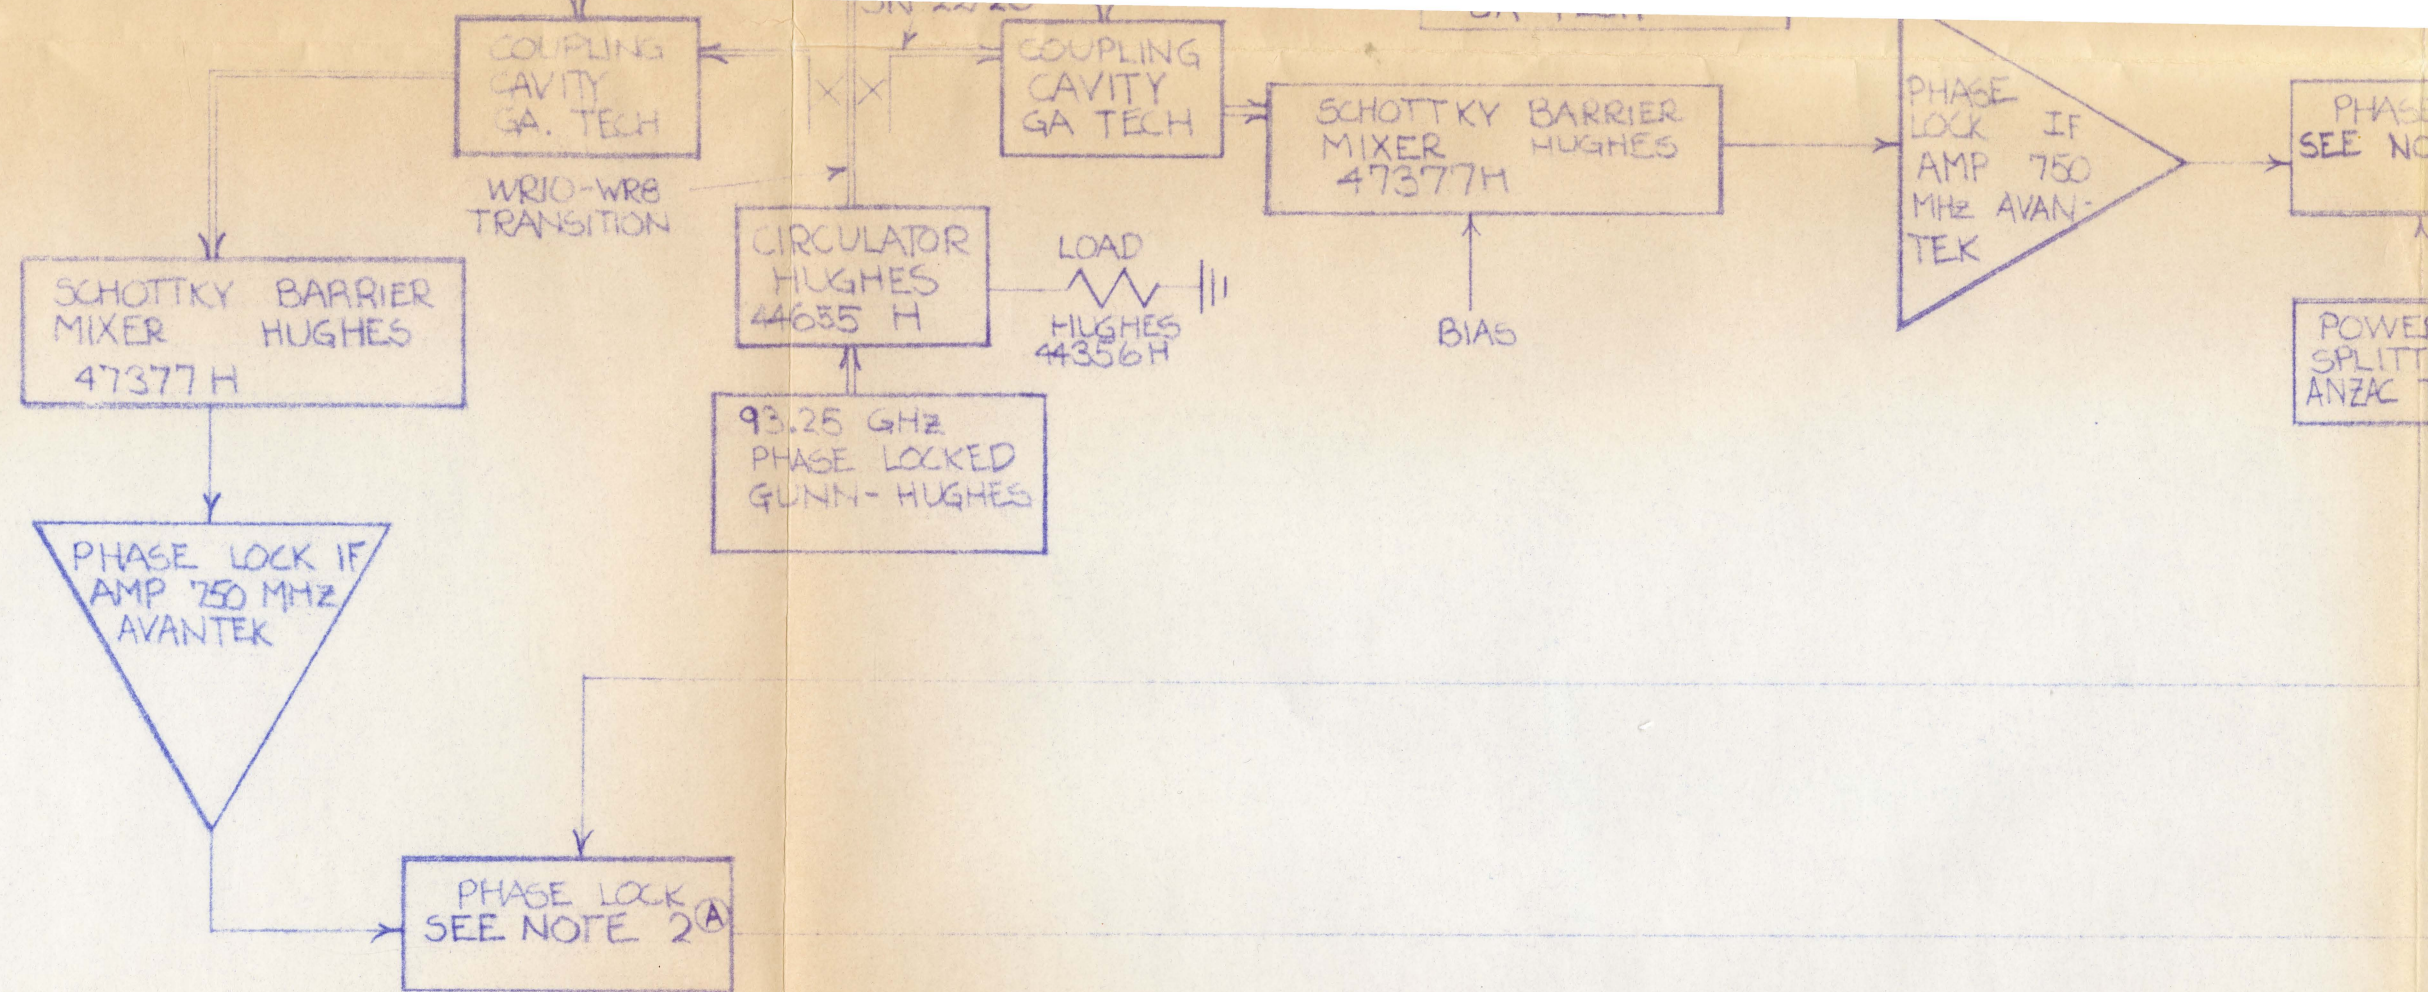 COUPLING
CAVITY
GA. TECH
COUPLING
CAVITY
GA TECH
SCHOTTKY BARRIER
MIXER HUGHES
47377H
PHASE
LOCK IF
AMP 750
MHz AVAN-
TEK
SEE
WR10-WR8
TRANSITION
CIRCULATOR
HUGHES
44655 H
LOAD
HUGHES
44356H
BIAS
SCHOTTKY BARRIER
MIXER HUGHES
47377H
ANZAC
93.25 GHz
PHASE LOCKED
GUNN- HUGHES
PHASE LOCK IF
AMP 750 MHz
AVANTEK
PHASE LOCK
SEE NOTE 2 A